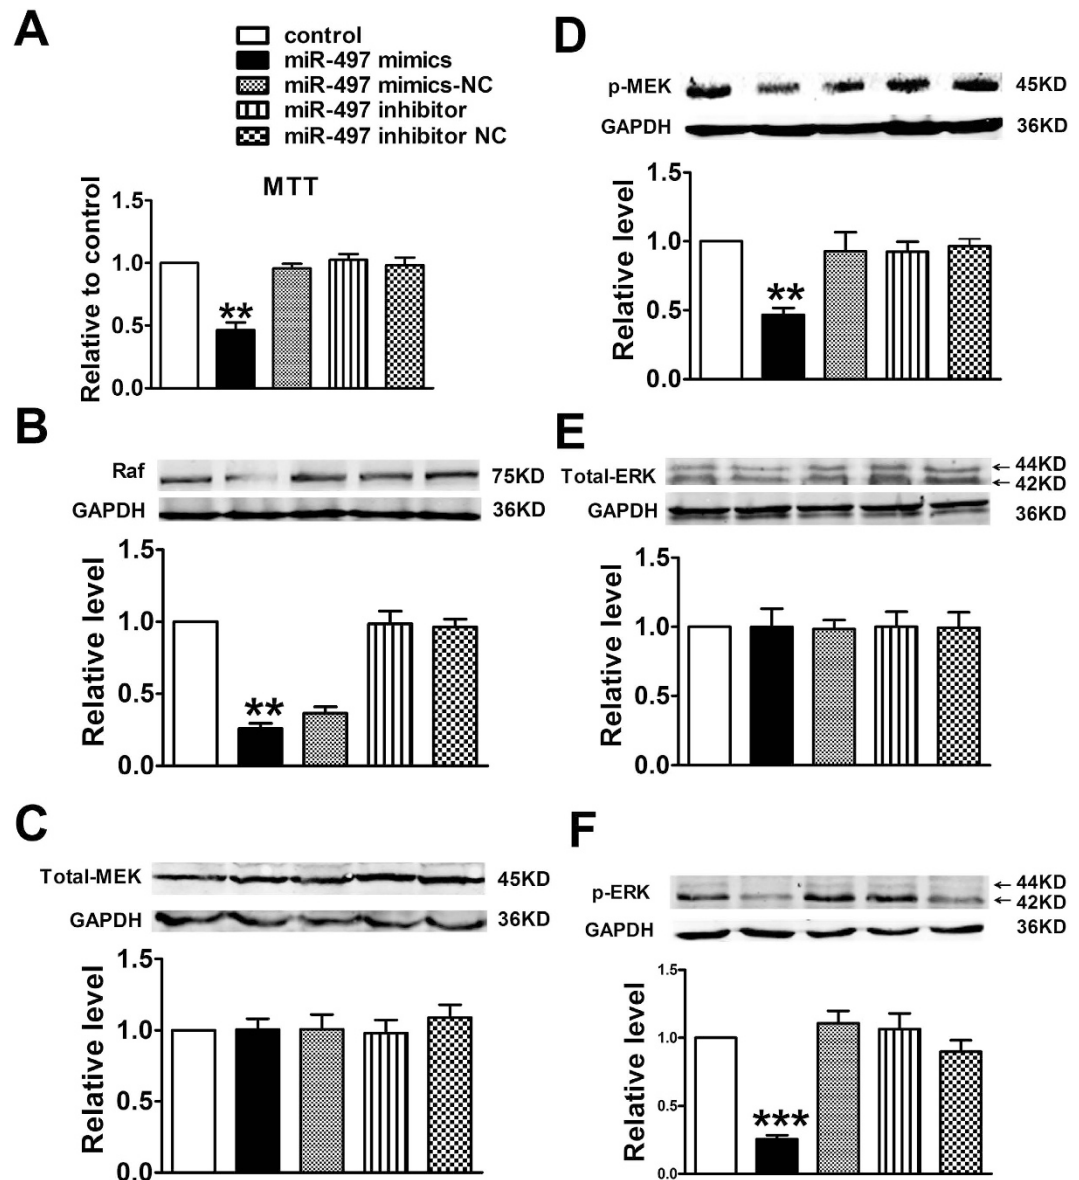 A
control
miR-497 mimics
miR-497 mimics-NC
miR-497 inhibitor
miR-497 inhibitor NC
MTT
Relative to control
1.5
1.0
0.5
0.0
**
B
Raf
75KD
GAPDH
36KD
Relative level
1.5
1.0
0.5
0.0
**
C
Total-MEK
45KD
GAPDH
36KD
Relative level
1.5
1.0
0.5
0.0
D
p-MEK
45KD
GAPDH
36KD
Relative level
1.5
1.0
0.5
0.0
**
E
Total-ERK
← 44KD
← 42KD
GAPDH
36KD
Relative level
1.5
1.0
0.5
0.0
F
p-ERK
← 44KD
← 42KD
GAPDH
36KD
Relative level
1.5
1.0
0.5
0.0
***